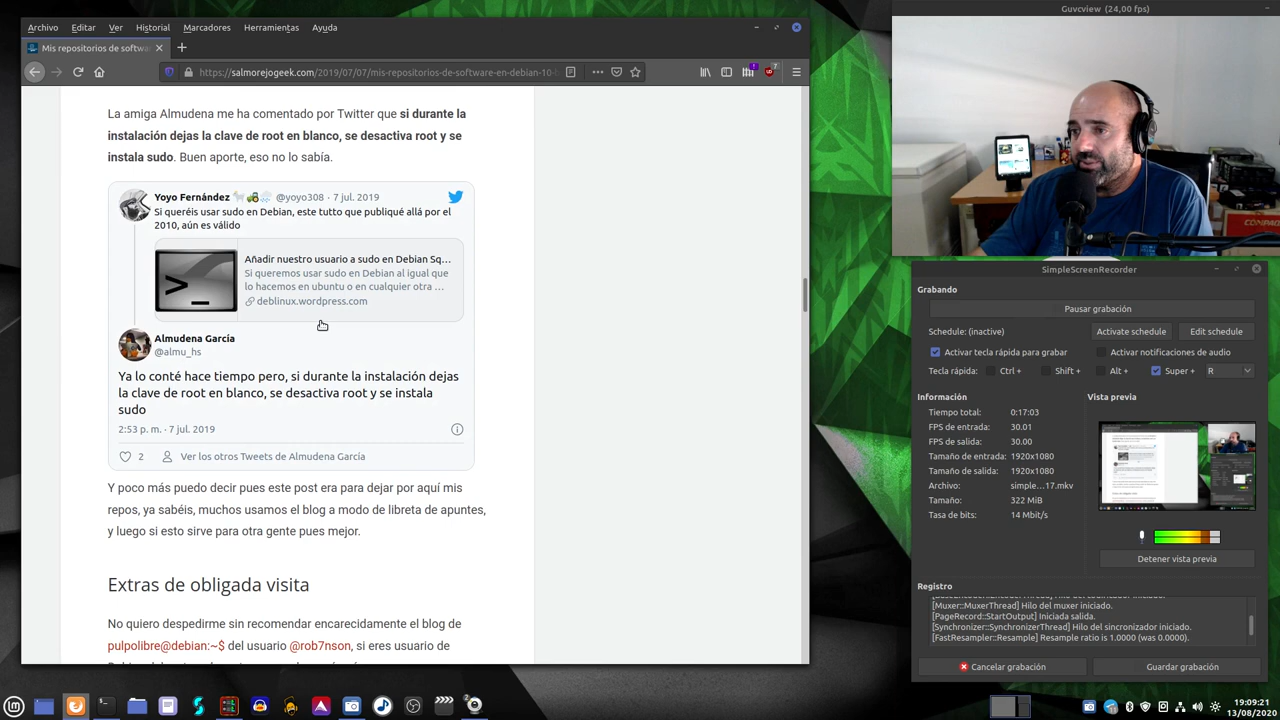 Archivo Editar Ver Historial Marcadores Herramientas Ayuda
Mis repositorios de softwa
https://salmorejogeek.com/2019/07/07/mis-repositorios-de-software-en-debian-10-
7
La amiga Almudena me ha comentado por Twitter que si durante la
instalación dejas la clave de root en blanco, se desactiva root y se
instala sudo. Buen aporte, eso no lo sabía.
Yoyo Fernández @yoyo308 · 7 jul. 2019
Si queréis usar sudo en Debian, este tutto que publiqué allá por el
2010, aún es válido
Añadir nuestro usuario a sudo en Debian Sq...
Si queremos usar sudo en Debian al igual que
lo hacemos en ubuntu o en cualquier otra ...
deblinux.wordpress.com
Almudena García
@almu_hs
Ya lo conté hace tiempo pero, si durante la instalación dejas
la clave de root en blanco, se desactiva root y se instala
sudo
2:53 p. m. · 7 jul. 2019
2 Ver los otros Tweets de Almudena García
Y poco más puedo decir pues este post era para dejar por aquí mis
repos, ya sabéis, muchos usamos el blog a modo de libreta de apuntes,
y luego si esto sirve para otra gente pues mejor.
Extras de obligada visita
No quiero despedirme sin recomendar encarecidamente el blog de
pulpolibre@debian:~$ del usuario @rob7nson, si eres usuario de
Guvcview (24,00 fps)
SimpleScreenRecorder
Grabando
Pausar grabación
Schedule: (inactive) Activate schedule Edit schedule
Activar tecla rápida para grabar Activar notificaciones de audio
Tecla rápida: Ctrl + Shift + Alt + Super + R
Información
Tiempo total: 0:17:03
FPS de entrada: 30.01
FPS de salida: 30.00
Tamaño de entrada: 1920x1080
Tamaño de salida: 1920x1080
Archivo: simple....17.mkv
Tamaño: 322 MiB
Tasa de bits: 14 Mbit/s
Vista previa
Detener vista previa
Registro
[Muxer::MuxerThread] Hilo del muxer iniciado.
[PageRecord::StartOutput] Iniciada salida.
[Synchronizer::SynchronizerThread] Hilo del sincronizador iniciado.
[FastResampler::Resample] Resample ratio is 1.0000 (was 0.0000).
Cancelar grabación Guardar grabación
19:09:21
13/08/2020